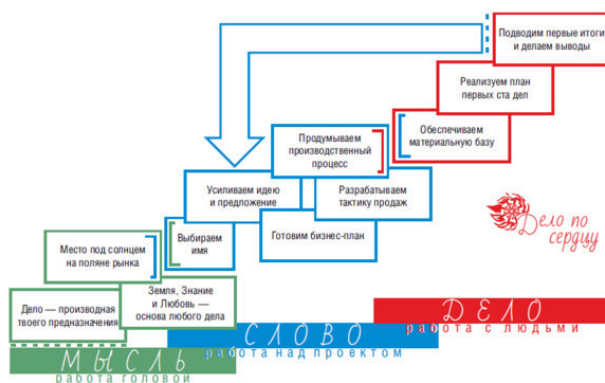 Подводим первые итоги
и делаем выводы
Реализуем план
первых ста дел
Обеспечиваем
материальную базу
Продумываем
производственный
процесс
Усиливаем идею
и предложение
Разрабатываем
тактику продаж
Выбираем
имя
Готовим бизнес-план
Место под солнцем
на поляне рынка
Земля, Знание
и Любовь —
основа любого дела
Дело — производная
твоего предназначения
Дело по
сердцу
ДЕЛО
работа с людьми
СЛОВО
работа над проектом
МЫСЛЬ
работа головой